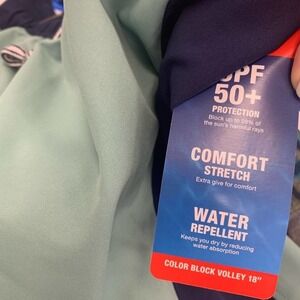 UPF
50+
PROTECTION
Block up to 98% of
the sun's harmful rays
COMFORT
STRETCH
Extra give for comfort
WATER
REPELLENT
Keeps you dry by reducing
water absorption
COLOR BLOCK VOLLEY 18"